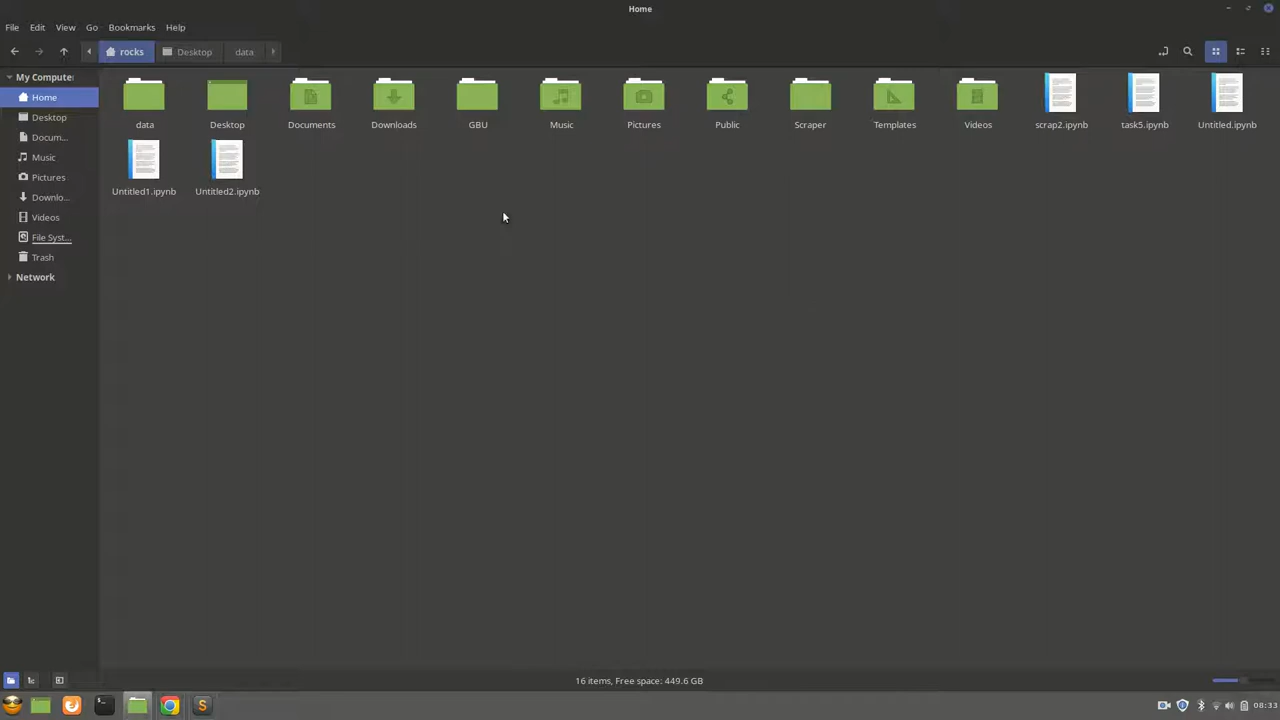 Home
File Edit View Go Bookmarks Help
rocks Desktop data
My Compute
Home
Desktop
Docum...
Music
Pictures
Downlo...
Videos
File Syst...
Trash
Network
data Desktop Documents Downloads GBU Music Pictures Public Scraper Templates Videos scrap2.ipynb task5.ipynb Untitled.ipynb
Untitled1.ipynb Untitled2.ipynb
16 items, Free space: 449.6 GB
S 08:33